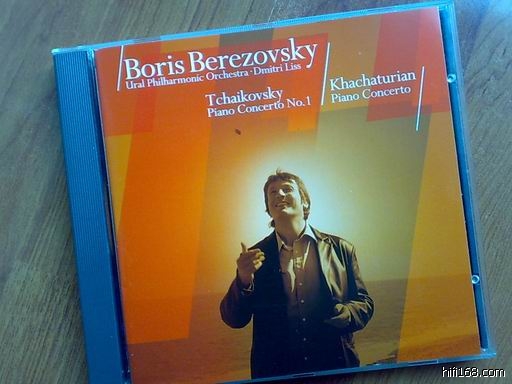 Boris Berezovsky
Ural Philharmonic Orchestra · Dmitri Liss
Tchaikovsky
Piano Concerto No.1
Khachaturian
Piano Concerto
hifi168.com